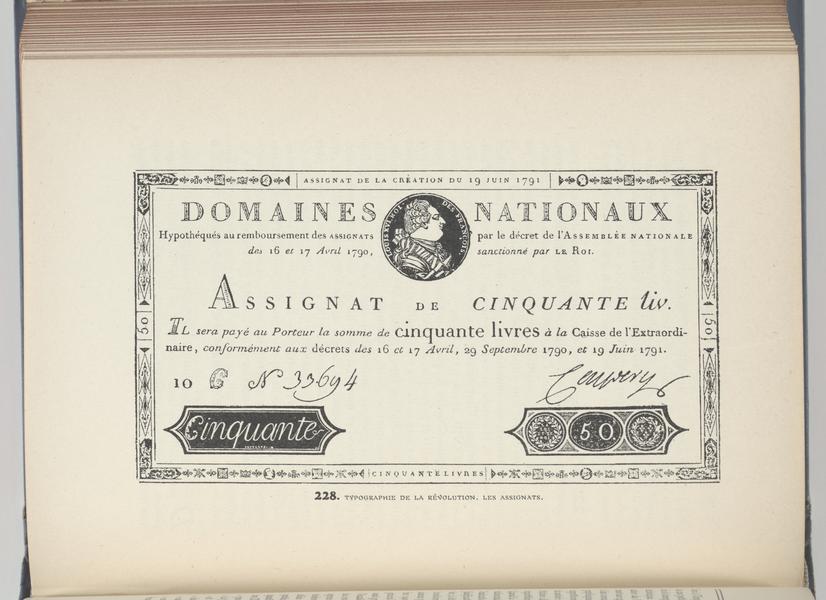 ASSIGNAT DE LA CRÉATION DU 19 JUIN 1791
DOMAINES NATIONAUX
LOUIS XVI ROI DES FRANÇOIS
Hypothéqués au remboursement des ASSIGNATS par le décret de l'ASSEMBLÉE NATIONALE
des 16 et 17 Avril 1790, sanctionné par LE ROI.
ASSIGNAT DE CINQUANTE liv.
IL sera payé au Porteur la somme de cinquante livres à la Caisse de l'Extraordi-
naire, conformément aux décrets des 16 et 17 Avril, 29 Septembre 1790, et 19 Juin 1791.
50
50
10 G N 33694
Cinquante
50
CINQUANTE LIVRES
228. TYPOGRAPHIE DE LA RÉVOLUTION. LES ASSIGNATS.